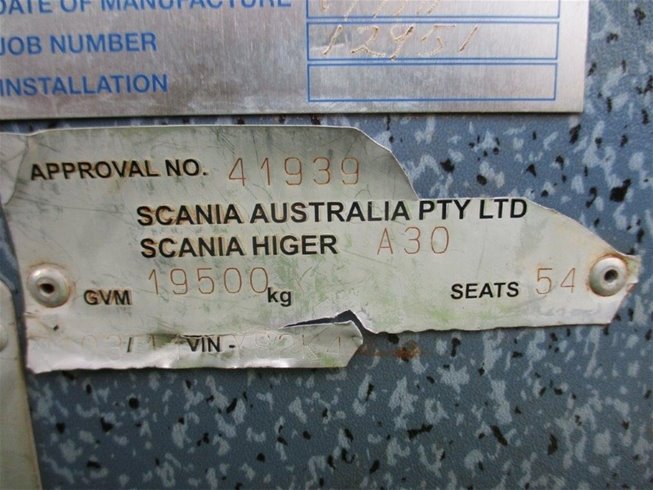 DATE OF MANUFACTURE
JOB NUMBER 12951
INSTALLATION
APPROVAL NO. 41939
SCANIA AUSTRALIA PTY LTD
SCANIA HIGER A30
GVM 19500 kg SEATS 54
VIN -